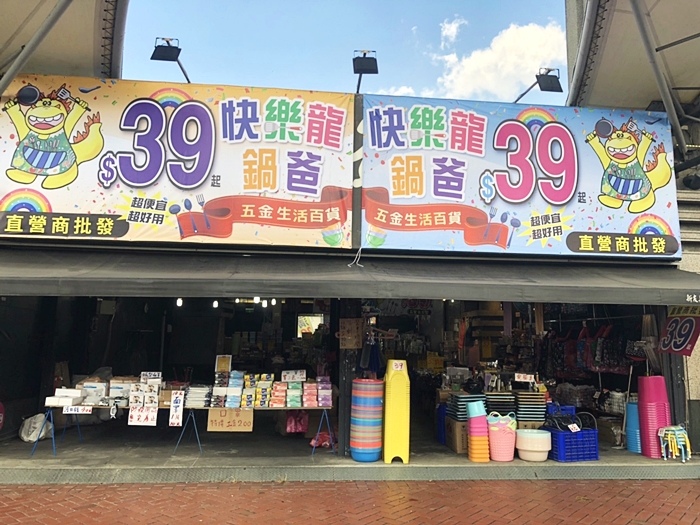 $39起
快樂龍
鍋爸
五金生活百貨
超便宜
超好用
直營商批發
快樂龍
鍋爸
$39起
五金生活百貨
超便宜
超好用
直營商批發
39